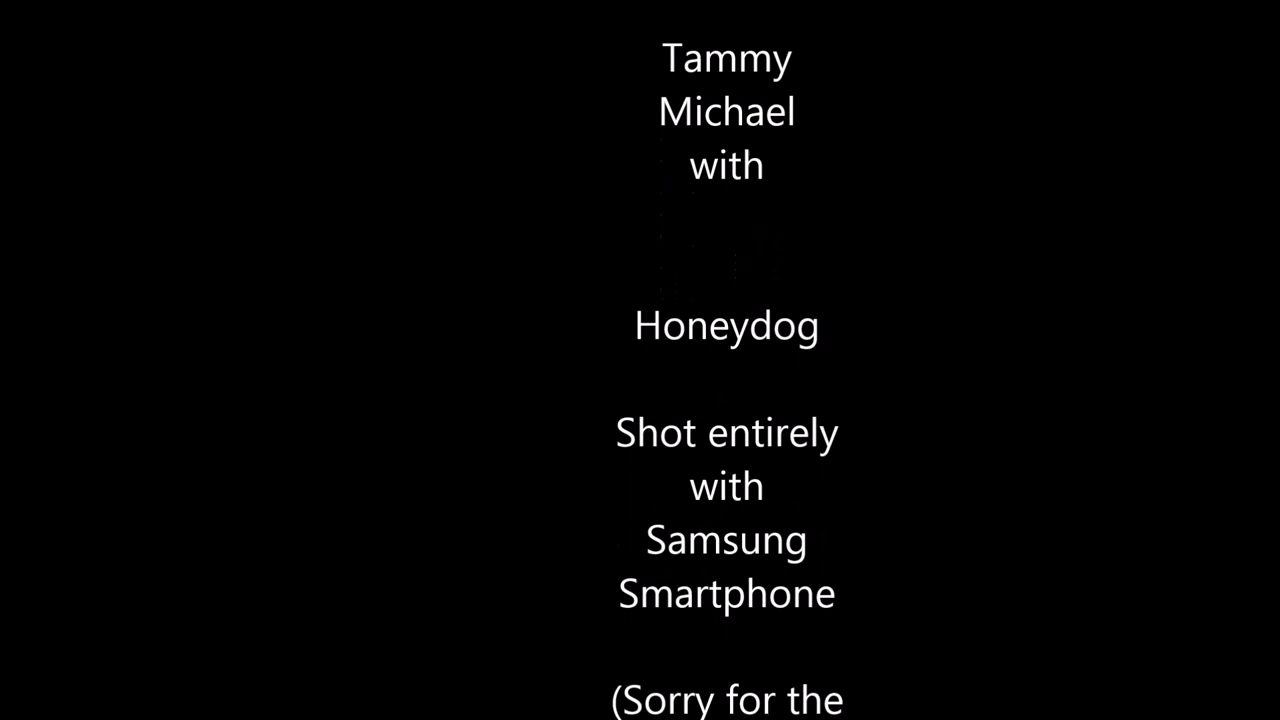 Tammy
Michael
with
Honeydog
Shot entirely
with
Samsung
Smartphone
(Sorry for the